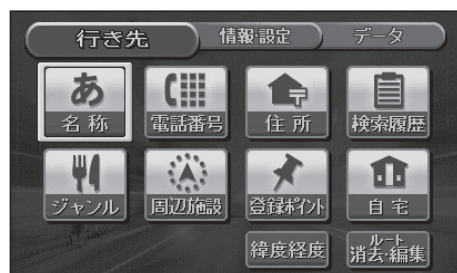 行き先
情報･設定
データ
あ
名 称
電話番号
住 所
検索履歴
ジャンル
周辺施設
登録ﾎﾟｲﾝﾄ
自 宅
緯度経度
ルート
消去･編集